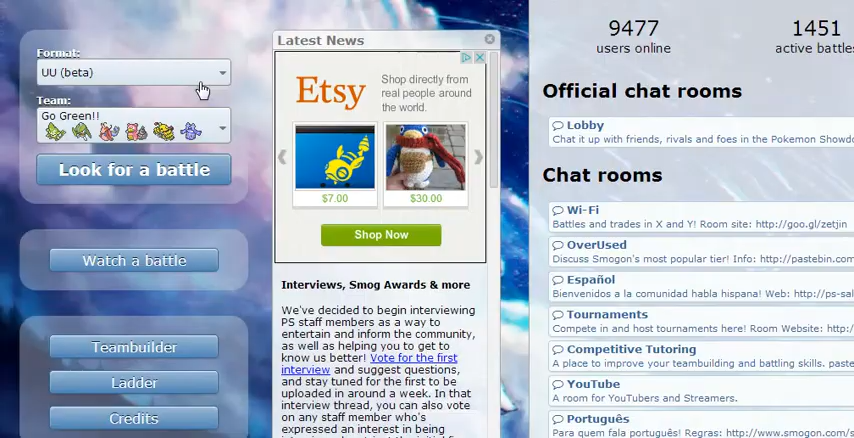 Format:
UU (beta)
Team:
Go Green!!
Look for a battle
Watch a battle
Teambuilder
Ladder
Credits
Latest News
Etsy
Shop directly from
real people around
the world.
$7.00
$30.00
Shop Now
Interviews, Smog Awards & more
We've decided to begin interviewing
PS staff members as a way to
entertain and inform the community,
as well as helping you to get to
know us better! Vote for the first
interview and suggest questions,
and stay tuned for the first to be
uploaded in around a week. In that
interview thread, you can also vote
on any staff member who's
expressed an interest in being
9477
users online
1451
active battle
Official chat rooms
Lobby
Chat it up with friends, rivals and foes in the Pokemon Showd
Chat rooms
Wi-Fi
Battles and trades in X and Y! Room site: http://goo.gl/zetjin
OverUsed
Discuss Smogon's most popular tier! Info: http://pastebin.com
Español
Bienvenidos a la comunidad habla hispana! Web: http://ps-sal
Tournaments
Compete in and host tournaments here! Room Website: http:/
Competitive Tutoring
A place to improve your teambuilding and battling skills. paste
YouTube
A room for YouTubers and Streamers.
Português
Para quem fala português! Regras: http://www.smogon.com/s